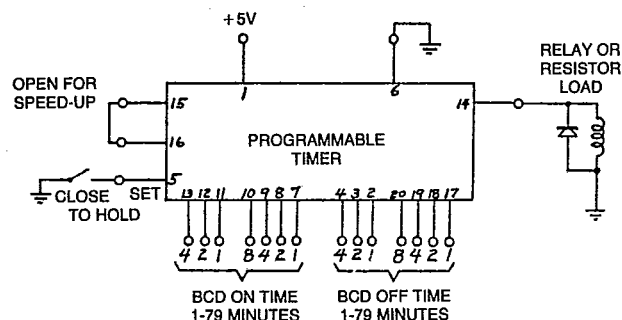 +5V
RELAY OR
RESISTOR
LOAD
OPEN FOR
SPEED-UP
1
6
15
14
16
PROGRAMMABLE
TIMER
5
SET
CLOSE
TO HOLD
13 12 11 10 9 8 7 4 3 2 20 19 18 17
4 2 1 8 4 2 1 4 2 1 8 4 2 1
BCD ON TIME
1-79 MINUTES
BCD OFF TIME
1-79 MINUTES